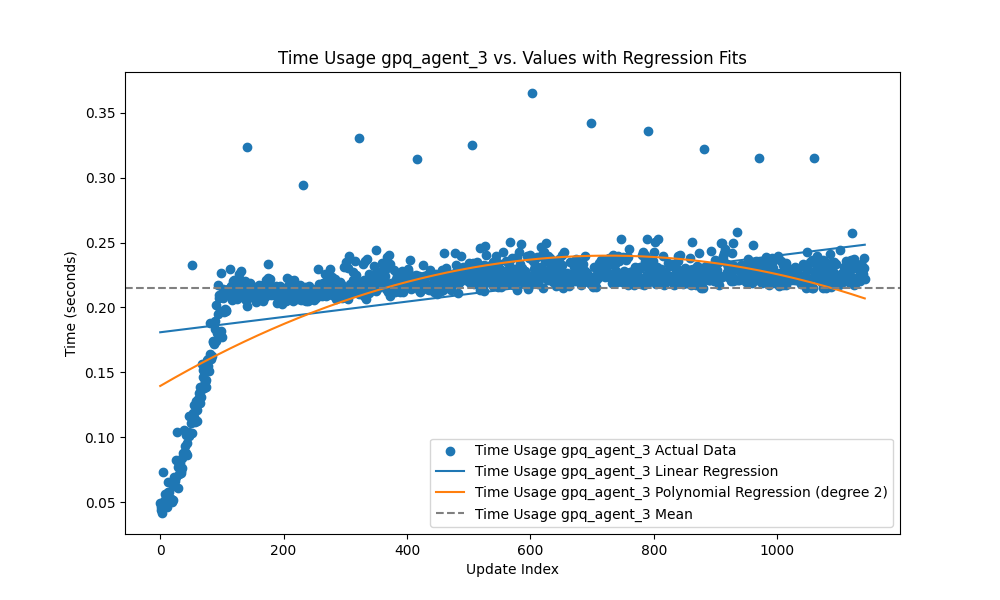 Time Usage gpq_agent_3 vs. Values with Regression Fits
Time (seconds)
0.35
0.30
0.25
0.20
0.15
0.10
0.05
0
200
400
600
800
1000
Update Index
Time Usage gpq_agent_3 Actual Data
Time Usage gpq_agent_3 Linear Regression
Time Usage gpq_agent_3 Polynomial Regression (degree 2)
Time Usage gpq_agent_3 Mean